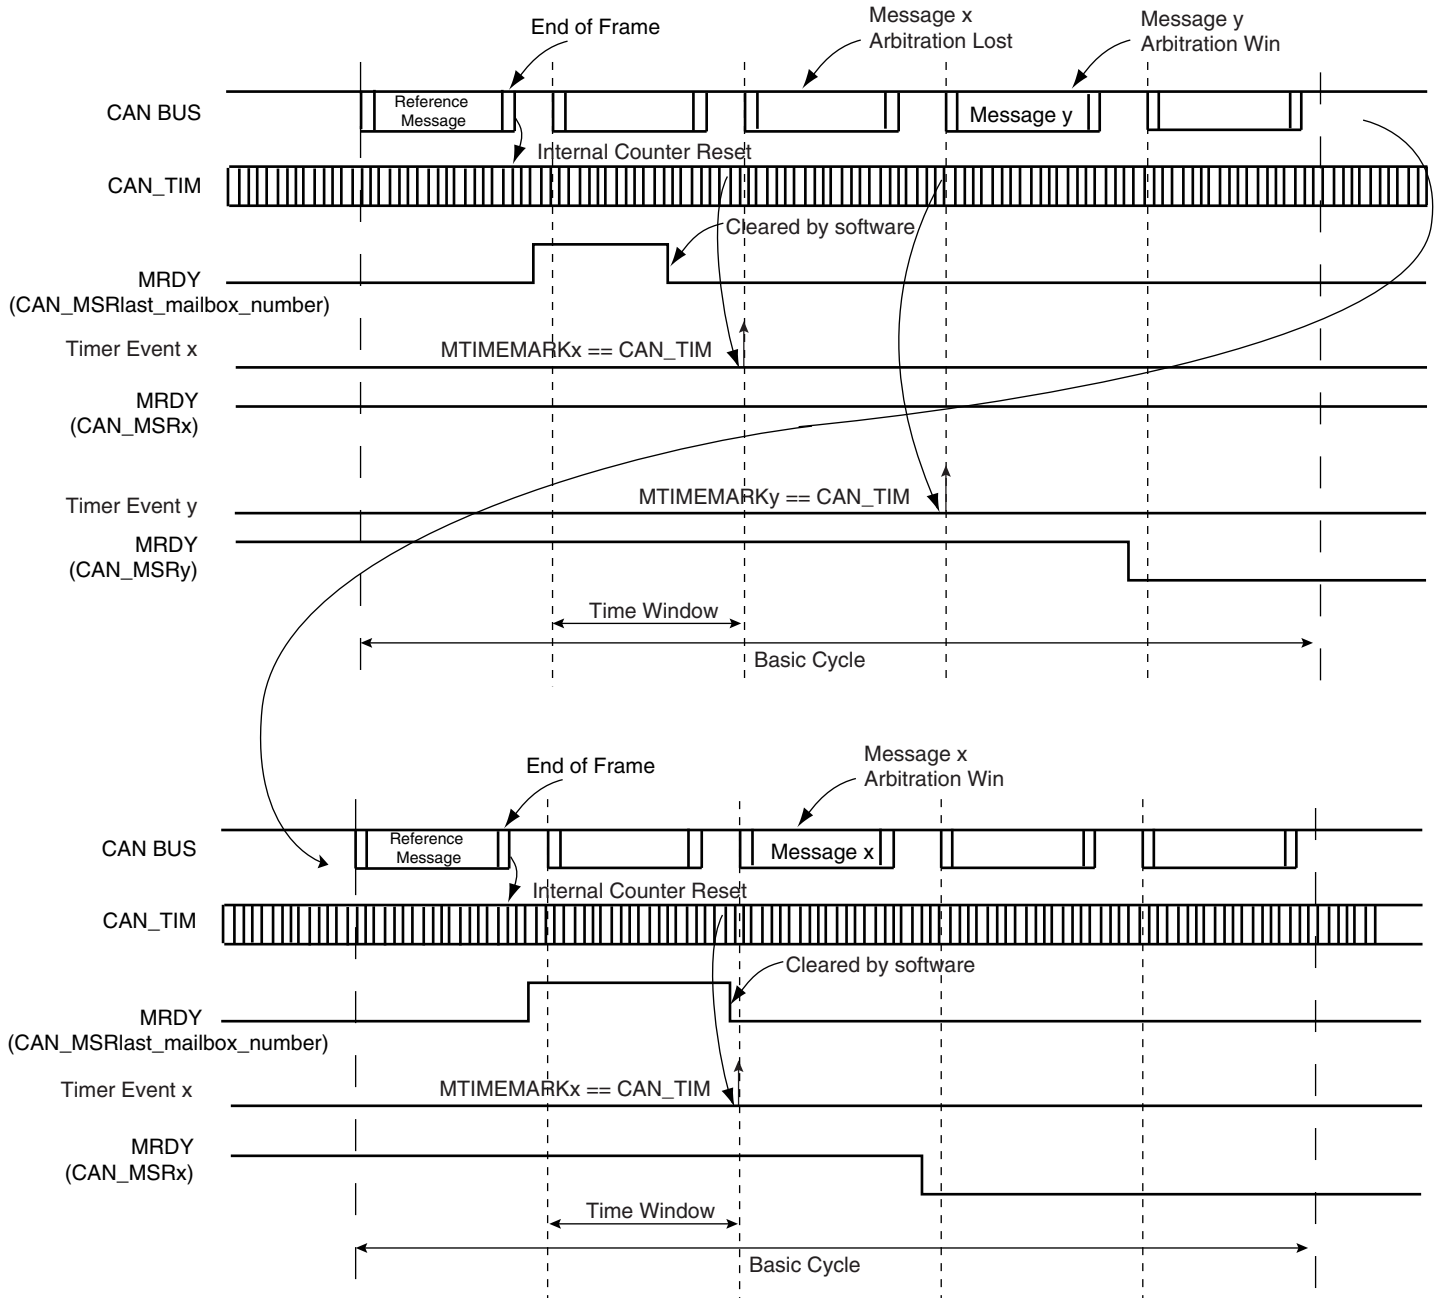 End of Frame
Message x
Arbitration Lost
Message y
Arbitration Win
CAN BUS
Reference
Message
Message y
Internal Counter Reset
CAN_TIM
Cleared by software
MRDY
(CAN_MSRlast_mailbox_number)
Timer Event x
MTIMEMARKx == CAN_TIM
MRDY
(CAN_MSRx)
Timer Event y
MTIMEMARKy == CAN_TIM
MRDY
(CAN_MSRy)
Time Window
Basic Cycle
End of Frame
Message x
Arbitration Win
CAN BUS
Reference
Message
Message x
Internal Counter Reset
CAN_TIM
Cleared by software
MRDY
(CAN_MSRlast_mailbox_number)
Timer Event x
MTIMEMARKx == CAN_TIM
MRDY
(CAN_MSRx)
Time Window
Basic Cycle